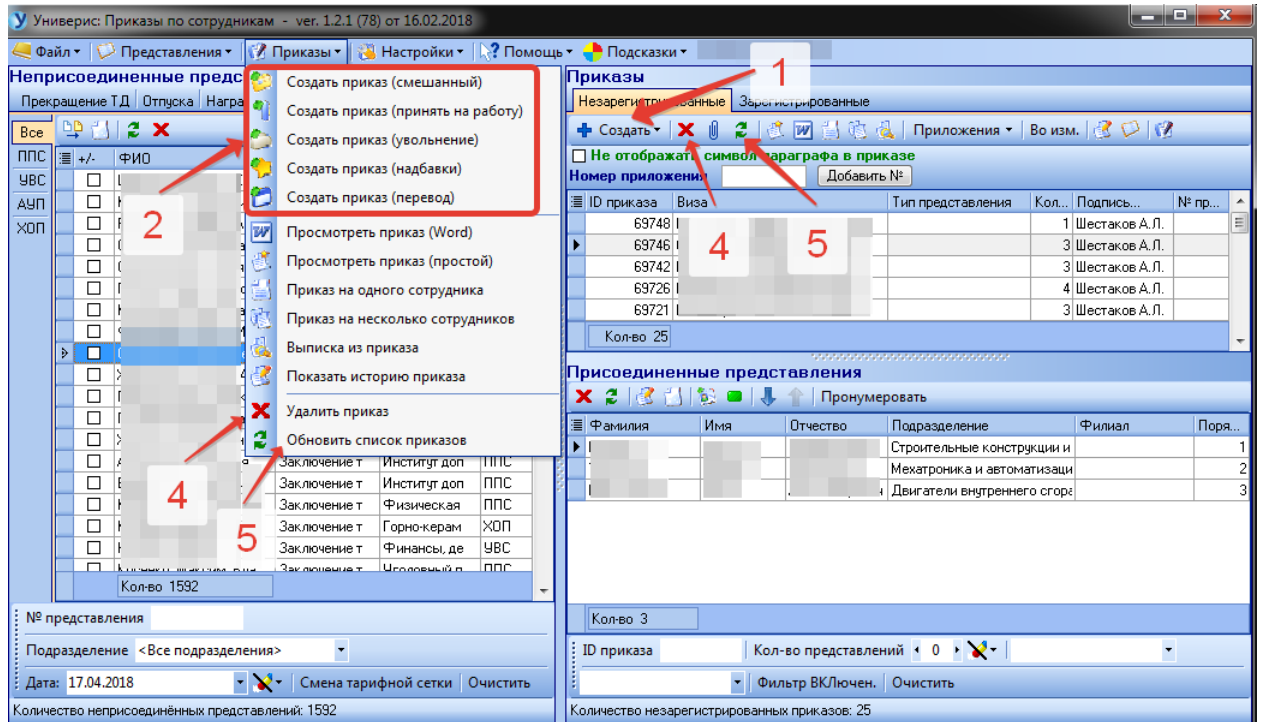 Универис: Приказы по сотрудникам - ver. 1.2.1 (78) от 16.02.2018
Файл Представления Приказы Настройки Помощь Подсказки
Неприсоединенные предс
Прекращение ТД Отпуска Награ
Все
ППС
УВС
АУП
ХОП
+/- ФИО
Создать приказ (смешанный)
Создать приказ (принять на работу)
Создать приказ (увольнение)
Создать приказ (надбавки)
Создать приказ (перевод)
Просмотреть приказ (Word)
Просмотреть приказ (простой)
Приказ на одного сотрудника
Приказ на несколько сотрудников
Выписка из приказа
Показать историю приказа
Удалить приказ
Обновить список приказов
2
4
5
Заключение т Институт доп ППС
Заключение т Институт доп ППС
Заключение т Физическая ППС
Заключение т Горно-керам ХОП
Заключение т Финансы, де УВС
Заключение т Уголовный п ППС
Кол-во 1592
№ представления
Подразделение <Все подразделения>
Дата: 17.04.2018 Смена тарифной сетки Очистить
Количество неприсоединённых представлений: 1592
Приказы
1
Незарегистрированные Зарегистрированные
Создать Приложения Во изм.
Не отображать символ параграфа в приказе
Номер приложения Добавить №
ID приказа Виза Тип представления Кол... Подпись... № пр...
69748 1 Шестаков А.Л.
69746 3 Шестаков А.Л.
69742 3 Шестаков А.Л.
69726 4 Шестаков А.Л.
69721 3 Шестаков А.Л.
4
5
Кол-во 25
Присоединенные представления
Пронумеровать
Фамилия Имя Отчество Подразделение Филиал Поря...
Строительные конструкции и 1
Мехатроника и автоматизаци 2
Двигатели внутреннего сгора 3
Кол-во 3
ID приказа Кол-во представлений 0
Фильтр ВКЛючен. Очистить
Количество незарегистрированных приказов: 25